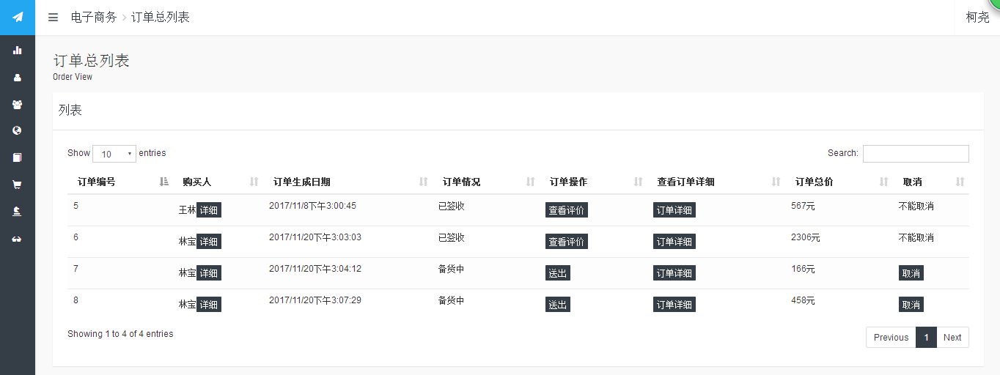 电子商务 > 订单总列表 柯尧
订单总列表
Order View
列表
Show 10 entries Search:
订单编号 购买人 订单生成日期 订单情况 订单操作 查看订单详细 订单总价 取消
5 王林 详细 2017/11/8下午3:00:45 已签收 查看评价 订单详细 567元 不能取消
6 林宝 详细 2017/11/20下午3:03:03 已签收 查看评价 订单详细 2306元 不能取消
7 林宝 详细 2017/11/20下午3:04:12 备货中 送出 订单详细 166元 取消
8 林宝 详细 2017/11/20下午3:07:29 备货中 送出 订单详细 458元 取消
Showing 1 to 4 of 4 entries Previous 1 Next